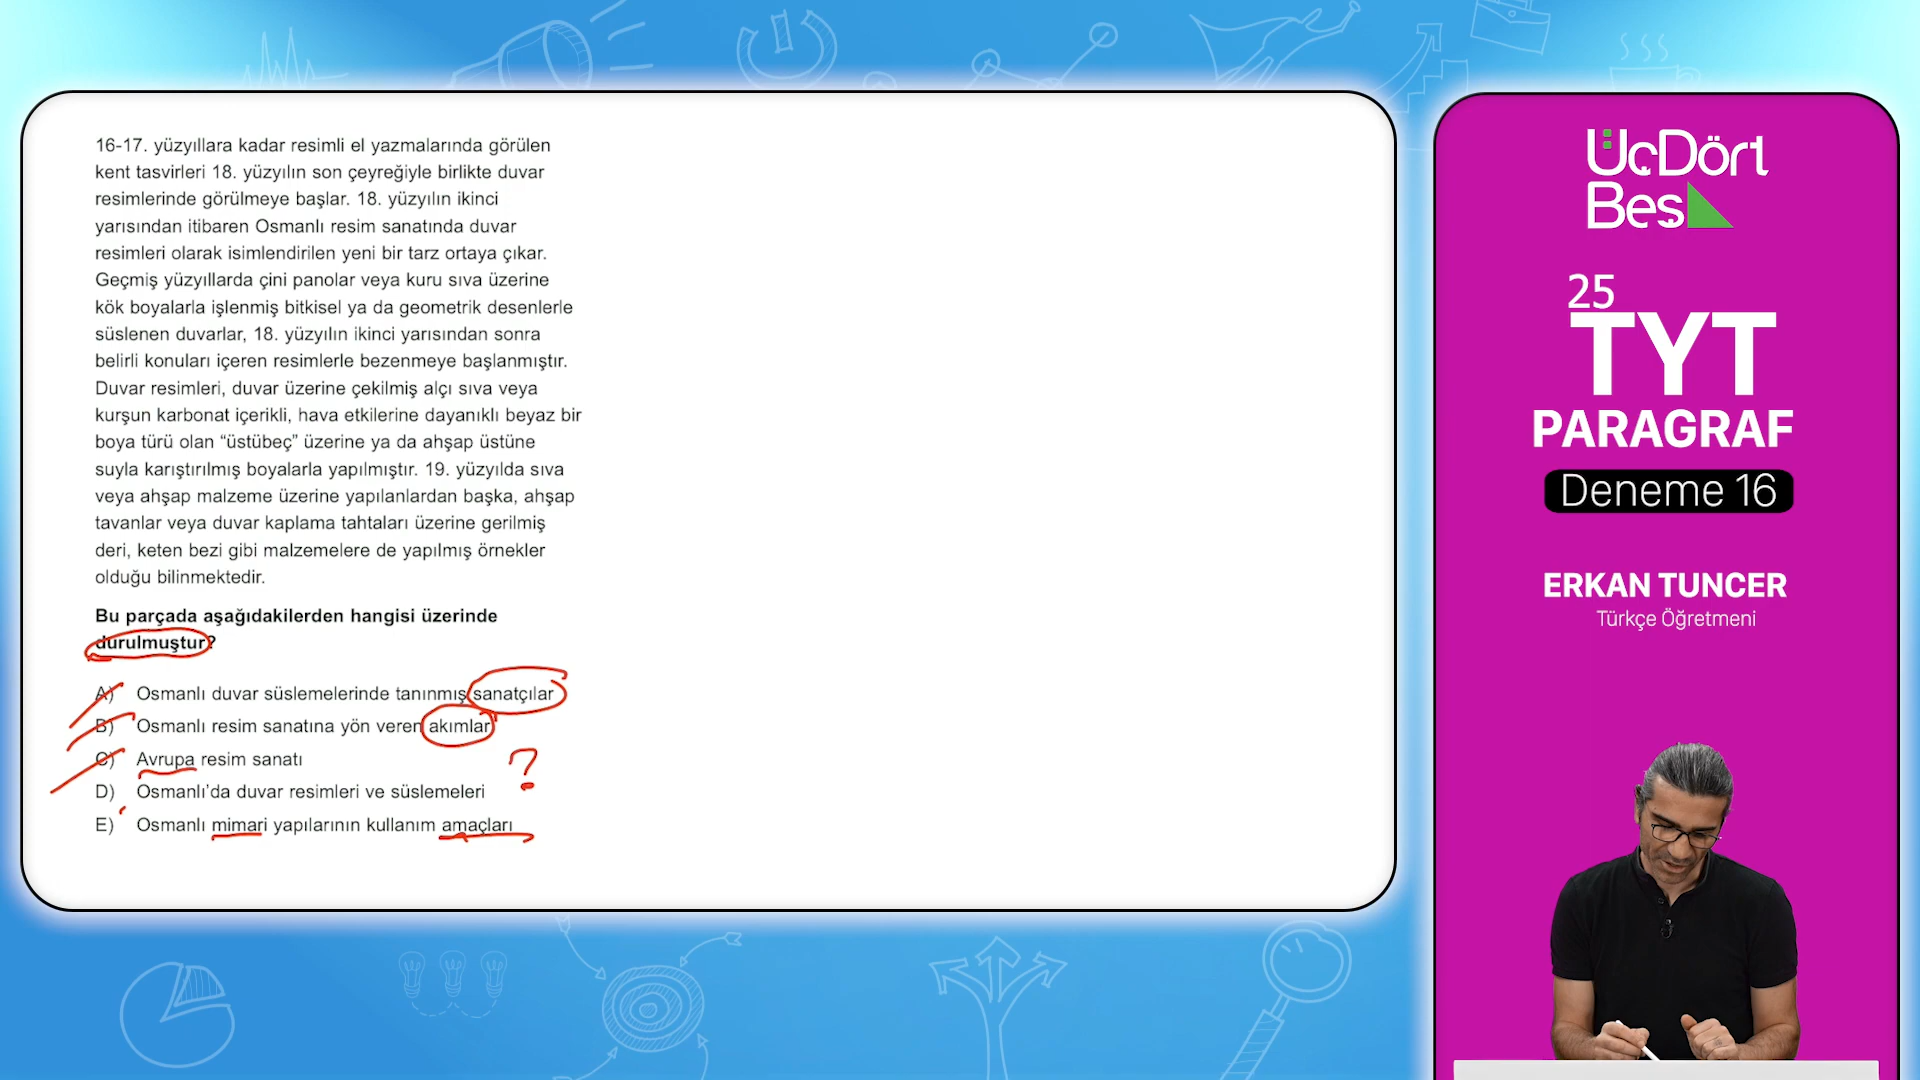 16-17. yüzyıllara kadar resimli el yazmalarında görülen
kent tasvirleri 18. yüzyılın son çeyreğiyle birlikte duvar
resimlerinde görülmeye başlar. 18. yüzyılın ikinci
yarısından itibaren Osmanlı resim sanatında duvar
resimleri olarak isimlendirilen yeni bir tarz ortaya çıkar.
Geçmiş yüzyıllarda çini panolar veya kuru sıva üzerine
kök boyalarla işlenmiş bitkisel ya da geometrik desenlerle
süslenen duvarlar, 18. yüzyılın ikinci yarısından sonra
belirli konuları içeren resimlerle bezenmeye başlanmıştır.
Duvar resimleri, duvar üzerine çekilmiş alçı sıva veya
kurşun karbonat içerikli, hava etkilerine dayanıklı beyaz bir
boya türü olan “üstübeç” üzerine ya da ahşap üstüne
suyla karıştırılmış boyalarla yapılmıştır. 19. yüzyılda sıva
veya ahşap malzeme üzerine yapılanlardan başka, ahşap
tavanlar veya duvar kaplama tahtaları üzerine gerilmiş
deri, keten bezi gibi malzemelere de yapılmış örnekler
olduğu bilinmektedir.
Bu parçada aşağıdakilerden hangisi üzerinde
durulmuştur?
A) Osmanlı duvar süslemelerinde tanınmış sanatçılar
B) Osmanlı resim sanatına yön veren akımlar
C) Avrupa resim sanatı
?
D) Osmanlı’da duvar resimleri ve süslemeleri
E) Osmanlı mimari yapılarının kullanım amaçları
ÜçDört
Beş
25
TYT
PARAGRAF
Deneme 16
ERKAN TUNCER
Türkçe Öğretmeni